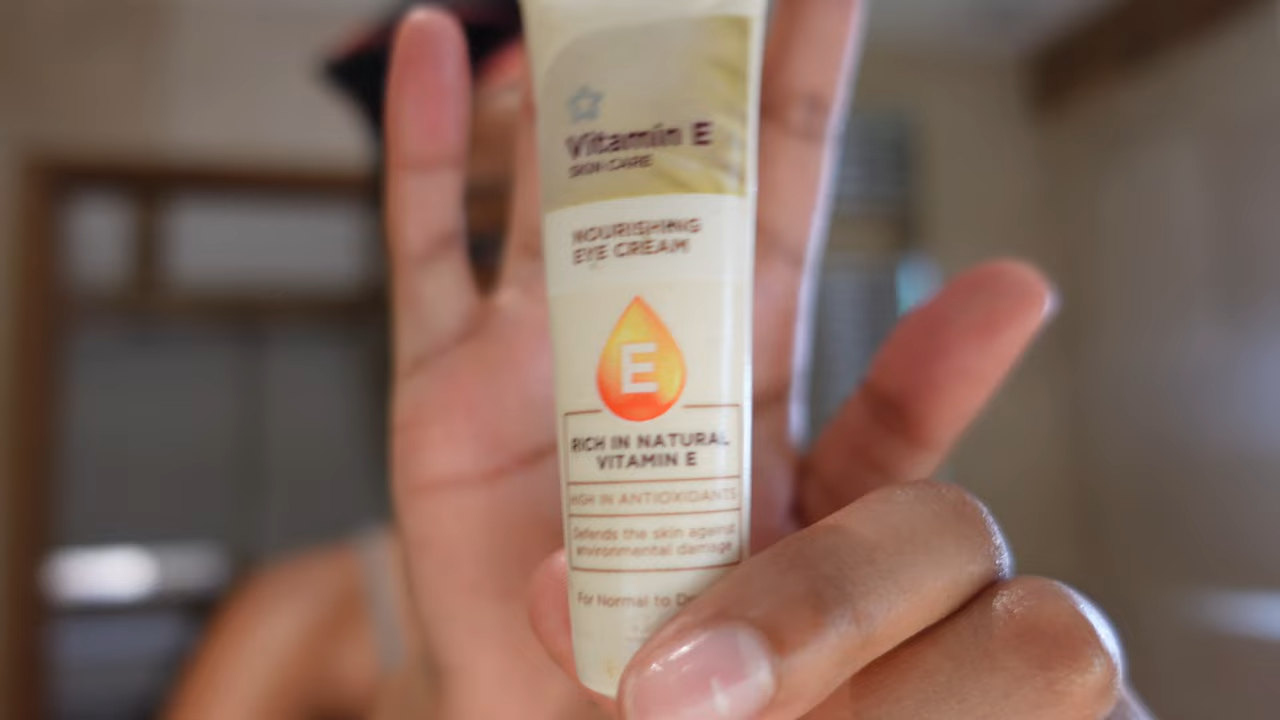 Vitamin E
SKIN CARE
NOURISHING
EYE CREAM
E
RICH IN NATURAL
VITAMIN E
HIGH IN ANTIOXIDANTS
Defends the skin against
environmental damage
For Normal to